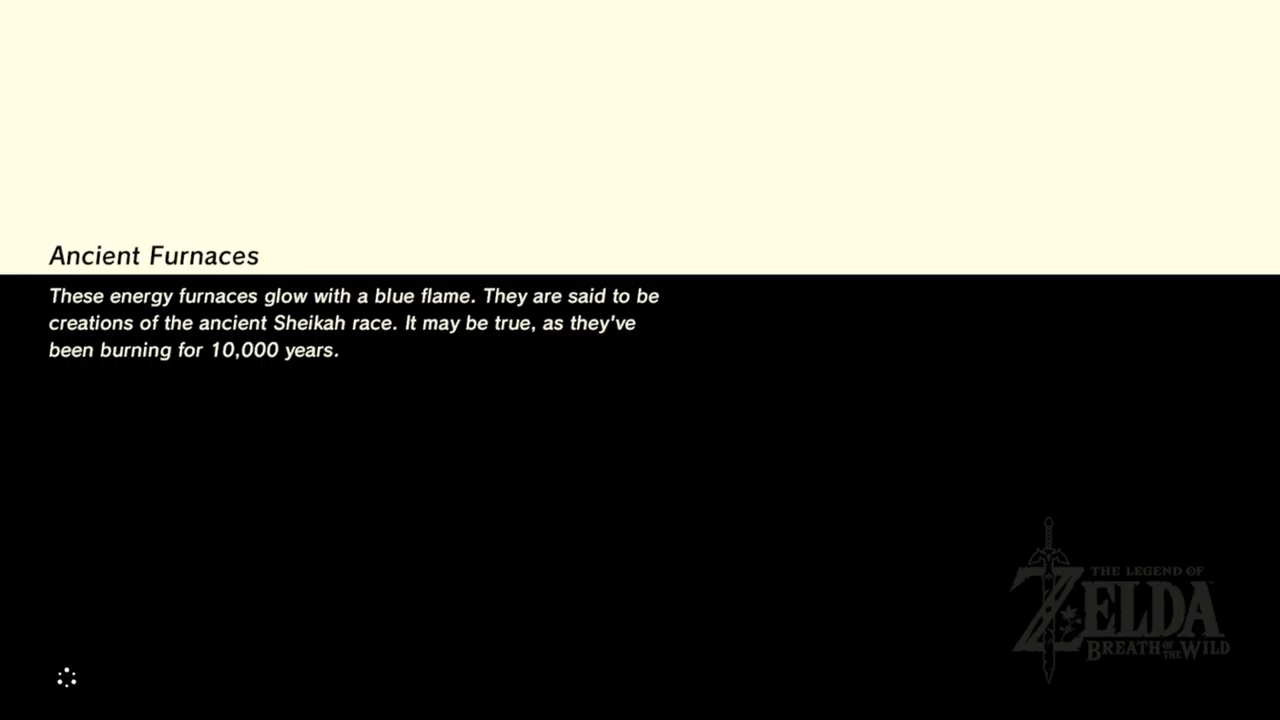 Ancient Furnaces
These energy furnaces glow with a blue flame. They are said to be
creations of the ancient Sheikah race. It may be true, as they've
been burning for 10,000 years.
THE LEGEND OF
ZELDA
BREATH OF THE WILD